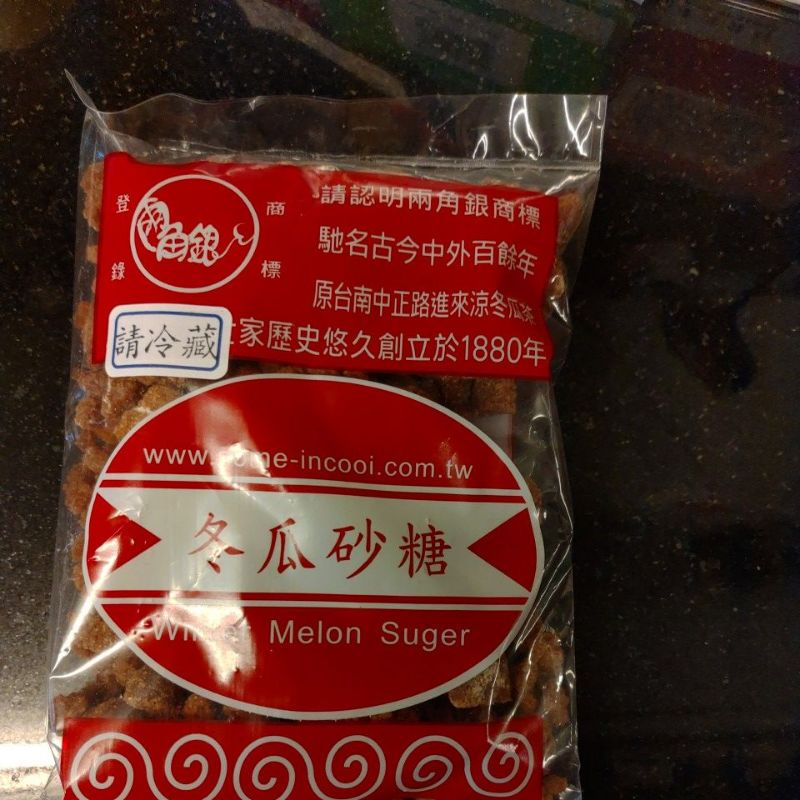 登錄
兩角銀
商標
請認明兩角銀商標
馳名古今中外百餘年
原台南中正路進來涼冬瓜茶
家歷史悠久創立於1880年
請冷藏
www.come-incooi.com.tw
冬瓜砂糖
Winter Melon Suger